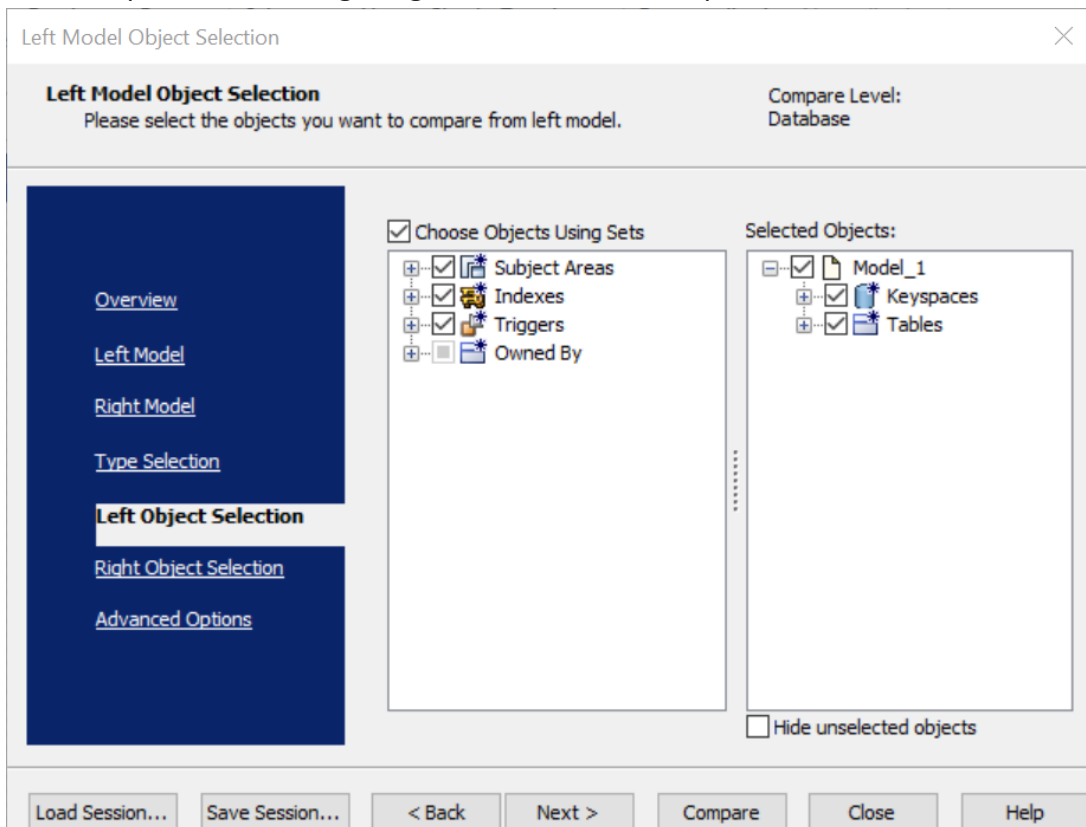 Left Model Object Selection
Left Model Object Selection
Please select the objects you want to compare from left model.
Compare Level:
Database
Overview
Left Model
Right Model
Type Selection
Left Object Selection
Right Object Selection
Advanced Options
Choose Objects Using Sets
Subject Areas
Indexes
Triggers
Owned By
Selected Objects:
Model_1
Keyspaces
Tables
Hide unselected objects
Load Session...
Save Session...
< Back
Next >
Compare
Close
Help